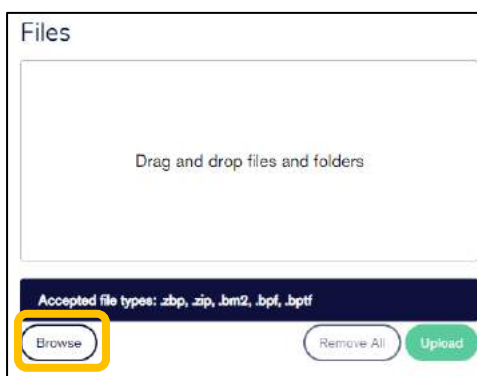 Files
Drag and drop files and folders
Accepted file types: .zbp, .zip, .bm2, .bpf, .bptf
Browse
Remove All
Upload